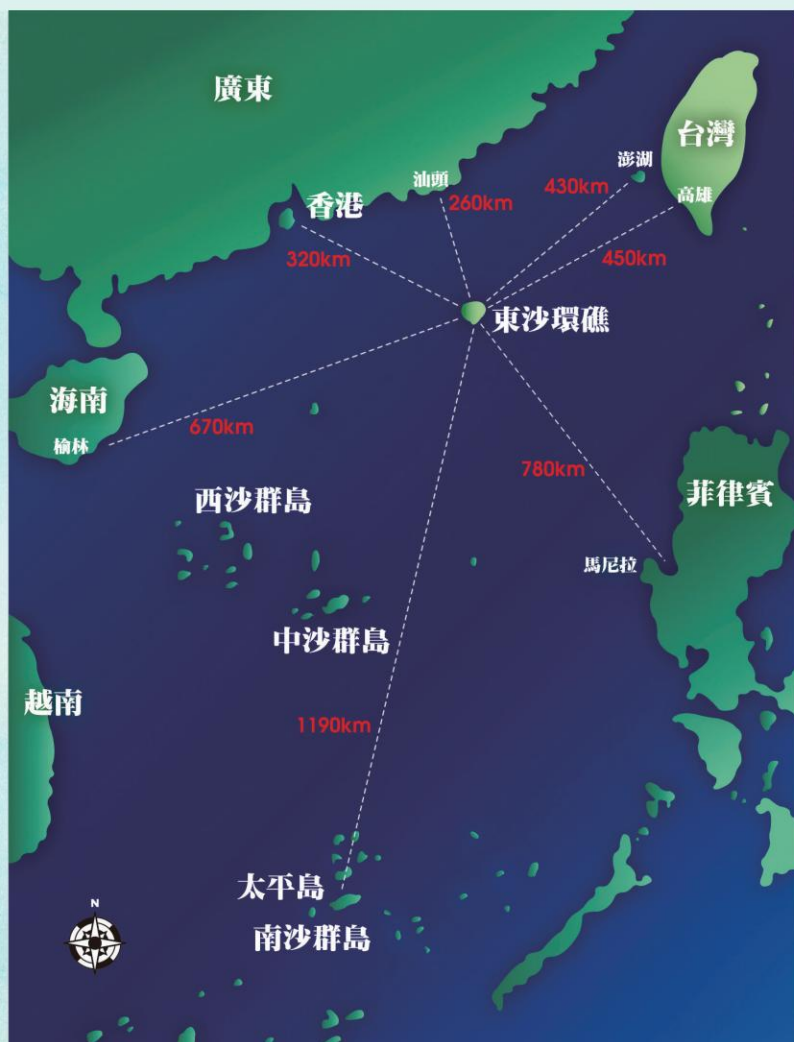 廣東
台灣
澎湖
汕頭
430km
高雄
香港
260km
320km
450km
東沙環礁
海南
670km
榆林
780km
菲律賓
西沙群島
馬尼拉
中沙群島
越南
1190km
太平島
N
南沙群島